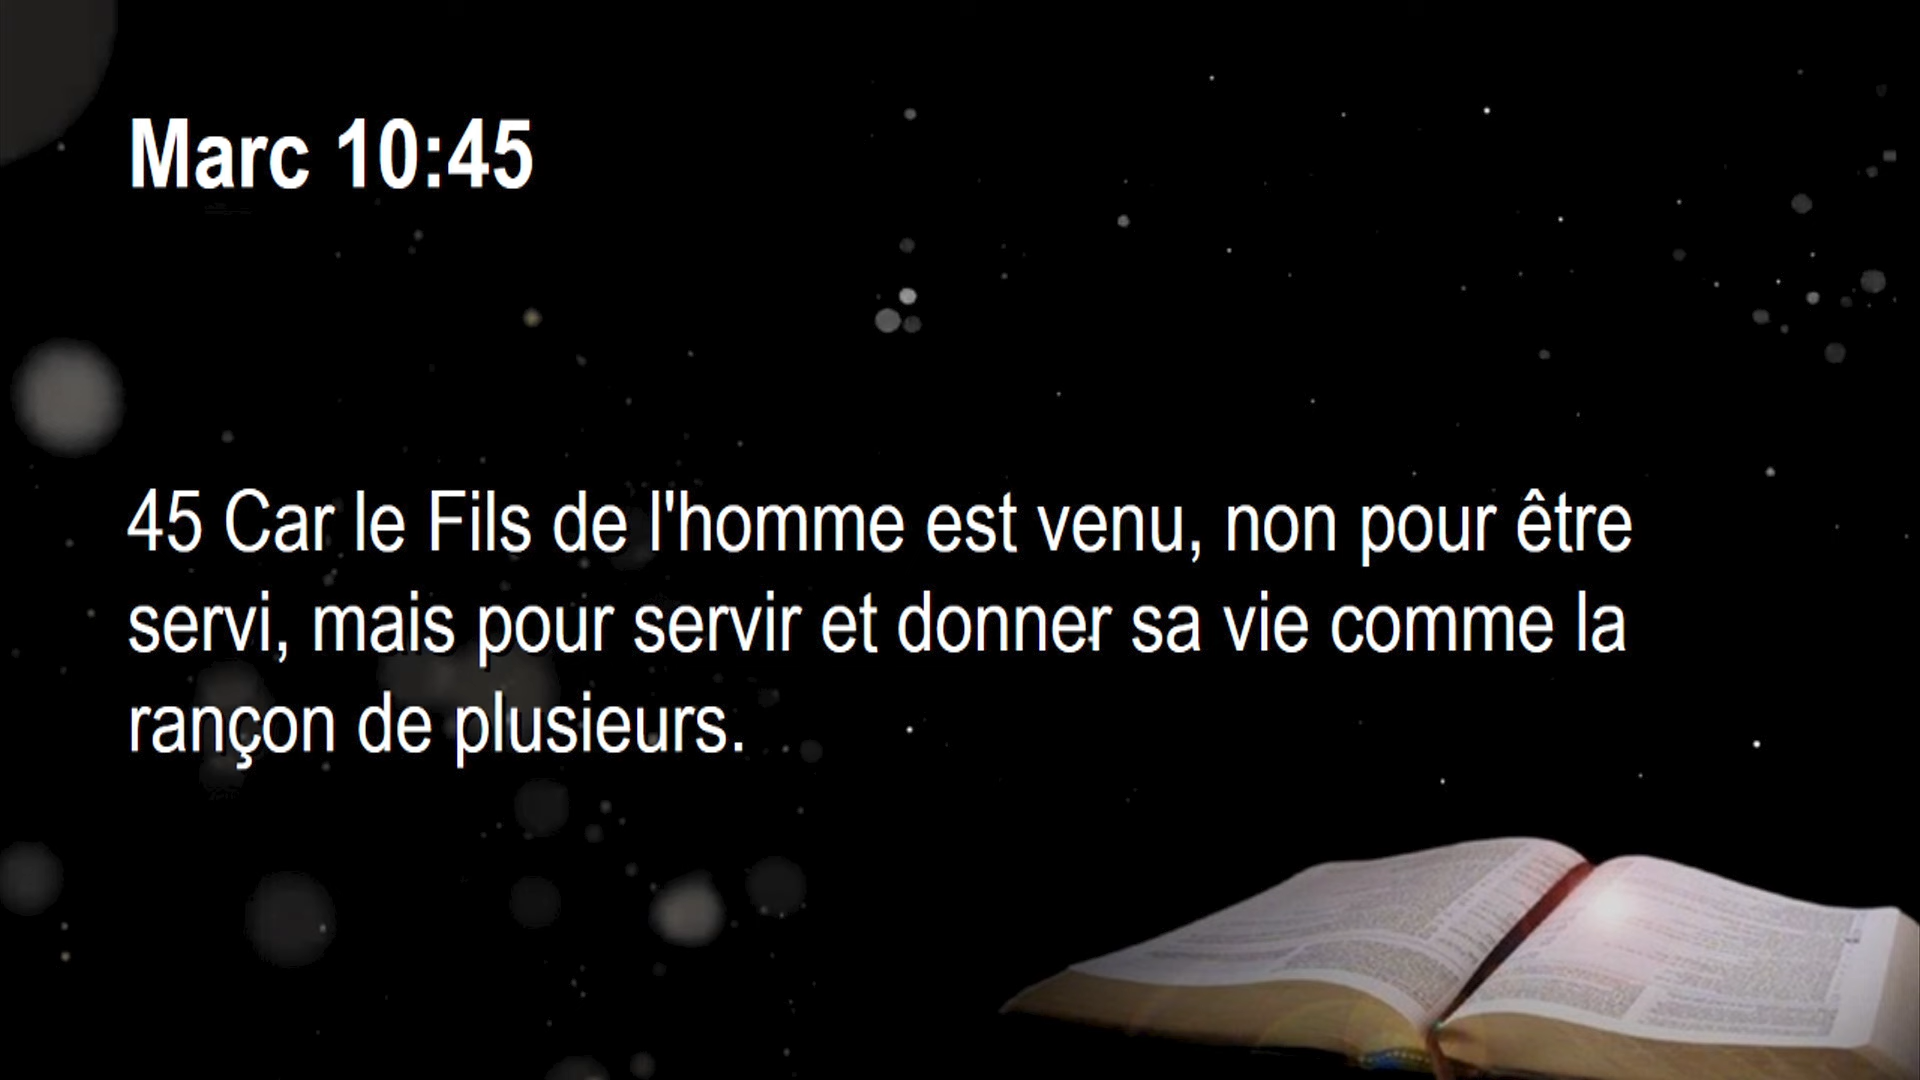 Marc 10:45
45 Car le Fils de l'homme est venu, non pour être
servi, mais pour servir et donner sa vie comme la
rançon de plusieurs.